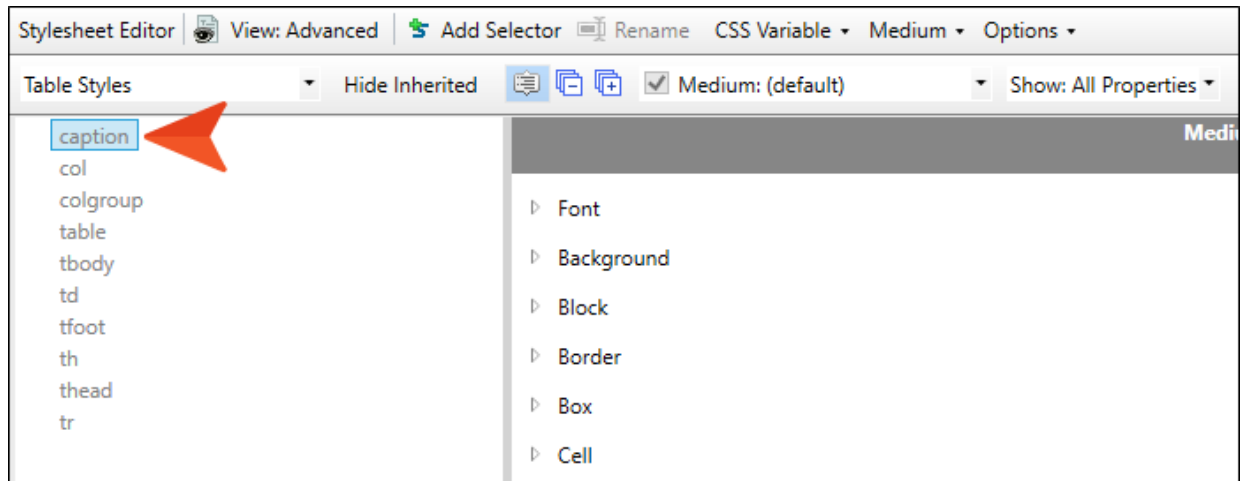 Stylesheet Editor View: Advanced Add Selector Rename CSS Variable Medium Options
Table Styles Hide Inherited Medium: (default) Show: All Properties
caption
col
colgroup
table
tbody
td
tfoot
th
thead
tr
Font
Background
Block
Border
Box
Cell